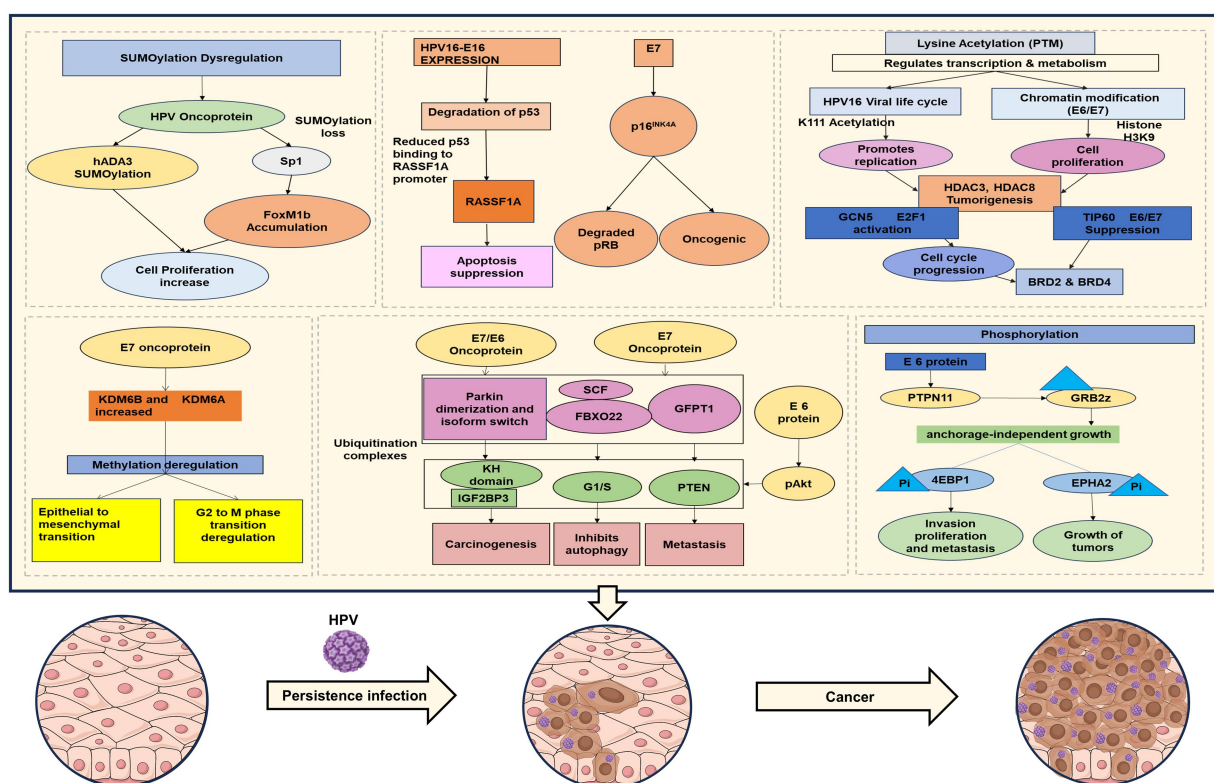 SUMOylation Dysregulation
HPV Oncoprotein
SUMOylation
loss
hADA3
SUMOylation
Sp1
FoxM1b
Accumulation
Cell Proliferation
increase
HPV16-E16
EXPRESSION
Degradation of p53
Reduced p53
binding to
RASSF1A
promoter
RASSF1A
Apoptosis
suppression
E7
p16INK4A
Degraded
pRB
Oncogenic
Lysine Acetylation (PTM)
Regulates transcription & metabolism
HPV16 Viral life cycle
Chromatin modification
(E6/E7)
K111 Acetylation
Histone
H3K9
Promotes
replication
Cell
proliferation
HDAC3, HDAC8
Tumorigenesis
GCN5 E2F1
activation
TIP60 E6/E7
Suppression
Cell cycle
progression
BRD2 & BRD4
E7 oncoprotein
KDM6B and KDM6A
increased
Methylation deregulation
Epithelial to
mesenchymal
transition
G2 to M phase
transition
deregulation
E7/E6
Oncoprotein
E7
Oncoprotein
Parkin
dimerization and
isoform switch
SCF
FBXO22
GFPT1
E 6
protein
Ubiquitination
complexes
KH
domain
IGF2BP3
G1/S
PTEN
pAkt
Carcinogenesis
Inhibits
autophagy
Metastasis
Phosphorylation
E 6 protein
PTPN11
GRB2z
anchorage-independent growth
Pi
4EBP1
EPHA2
Pi
Invasion
proliferation
and metastasis
Growth of
tumors
HPV
Persistence infection
Cancer